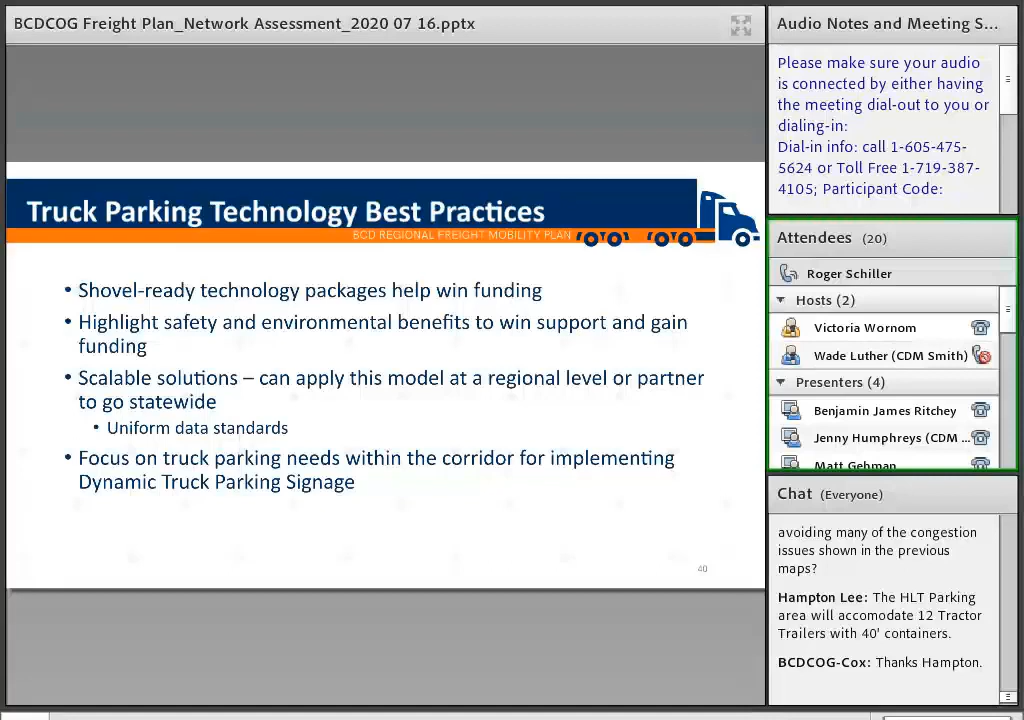 BCDCOG Freight Plan_Network Assessment_2020 07 16.pptx
Truck Parking Technology Best Practices
BCD REGIONAL FREIGHT MOBILITY PLAN
• Shovel-ready technology packages help win funding
• Highlight safety and environmental benefits to win support and gain
funding
• Scalable solutions – can apply this model at a regional level or partner
to go statewide
• Uniform data standards
• Focus on truck parking needs within the corridor for implementing
Dynamic Truck Parking Signage
40
Audio Notes and Meeting S...
Please make sure your audio
is connected by either having
the meeting dial-out to you or
dialing-in:
Dial-in info: call 1-605-475-
5624 or Toll Free 1-719-387-
4105; Participant Code:
Attendees (20)
Roger Schiller
Hosts (2)
Victoria Wornom
Wade Luther (CDM Smith)
Presenters (4)
Benjamin James Ritchey
Jenny Humphreys (CDM ...
Matt Gehman
Chat (Everyone)
avoiding many of the congestion
issues shown in the previous
maps?
Hampton Lee: The HLT Parking
area will accomodate 12 Tractor
Trailers with 40' containers.
BCDCOG-Cox: Thanks Hampton.